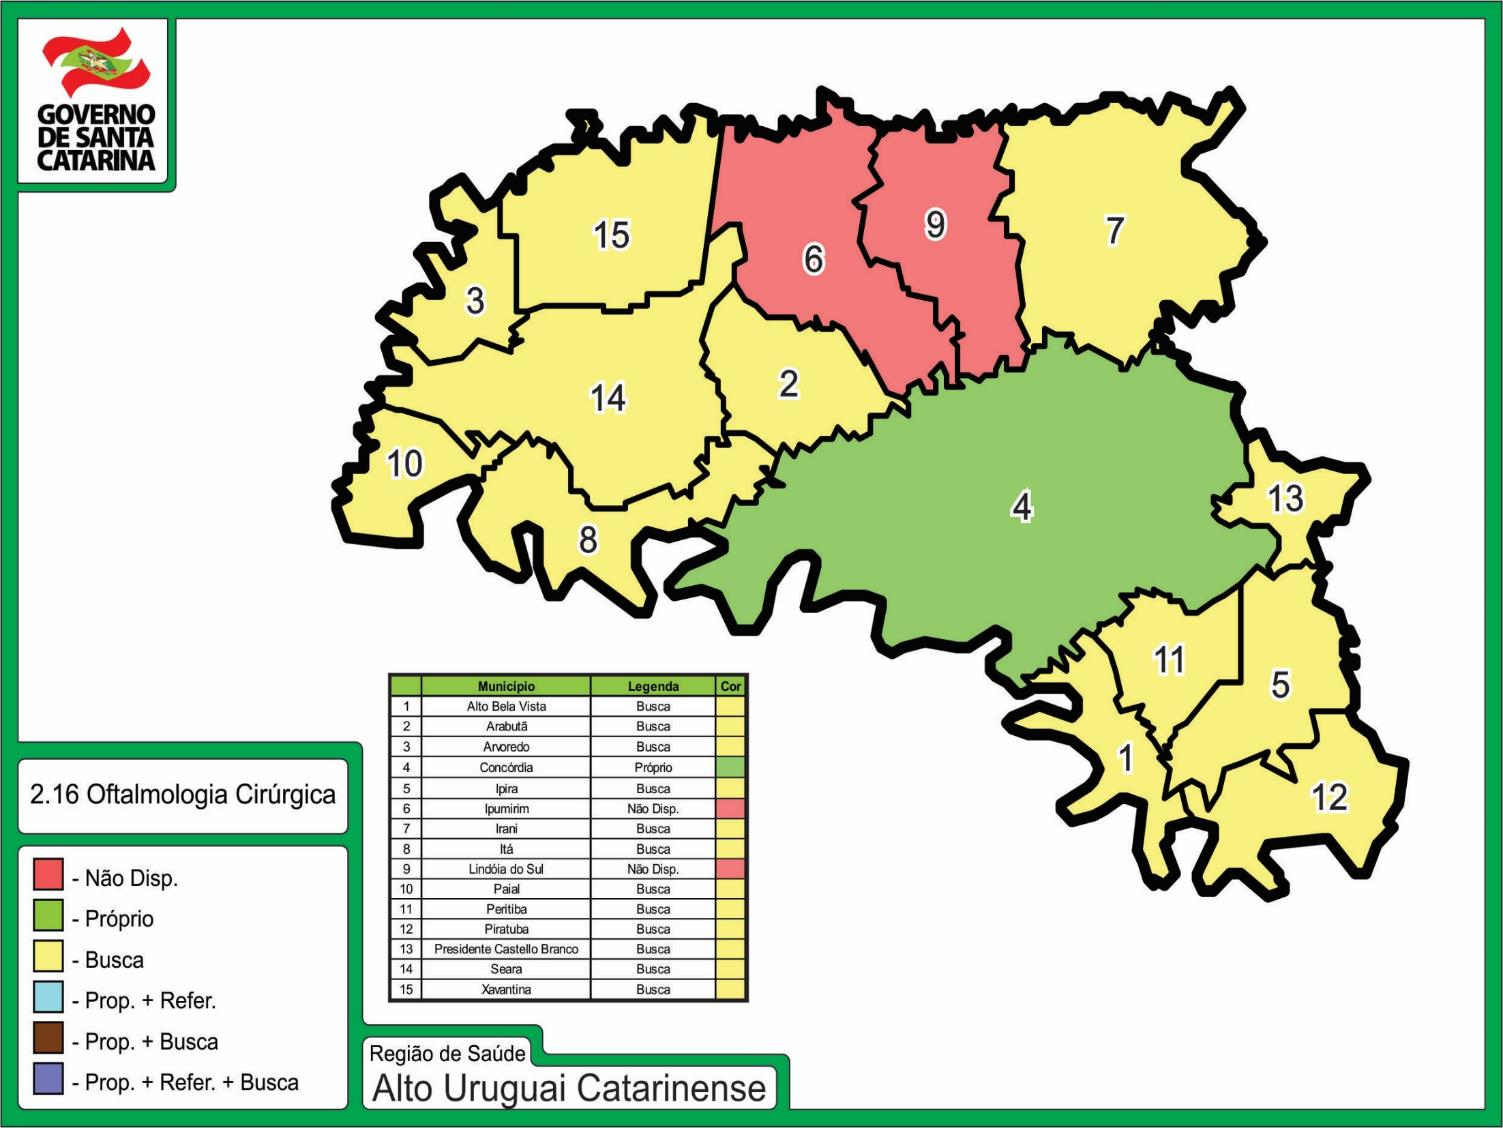 GOVERNO
DE SANTA
CATARINA
15
6
9
7
3
14
2
10
8
4
13
11
5
1
12
Município Legenda Cor
1 Alto Bela Vista Busca
2 Arabutã Busca
3 Arvoredo Busca
4 Concórdia Próprio
5 Ipira Busca
6 Ipumirim Não Disp.
7 Irani Busca
8 Itá Busca
9 Lindóia do Sul Não Disp.
10 Paial Busca
11 Peritiba Busca
12 Piratuba Busca
13 Presidente Castello Branco Busca
14 Seara Busca
15 Xavantina Busca
2.16 Oftalmologia Cirúrgica
- Não Disp.
- Próprio
- Busca
- Prop. + Refer.
- Prop. + Busca
- Prop. + Refer. + Busca
Região de Saúde
Alto Uruguai Catarinense